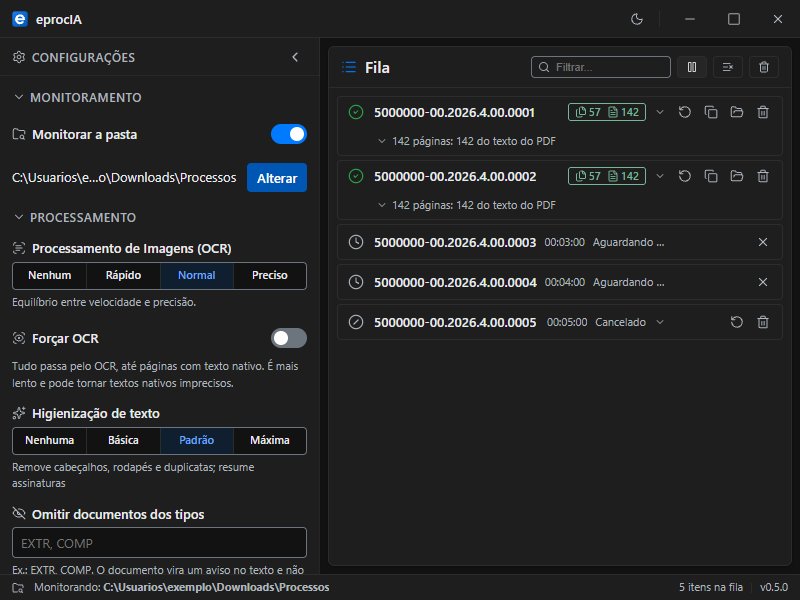 eprocIA
CONFIGURAÇÕES
MONITORAMENTO
Monitorar a pasta
C:\Usuarios\e...o\Downloads\Processos
Alterar
PROCESSAMENTO
Processamento de Imagens (OCR)
Nenhum Rápido Normal Preciso
Equilíbrio entre velocidade e precisão.
Forçar OCR
Tudo passa pelo OCR, até páginas com texto nativo. É mais
lento e pode tornar textos nativos imprecisos.
Higienização de texto
Nenhuma Básica Padrão Máxima
Remove cabeçalhos, rodapés e duplicatas; resume
assinaturas
Omitir documentos dos tipos
EXTR, COMP
Ex.: EXTR, COMP. O documento vira um aviso no texto e não
Fila
Filtrar...
5000000-00.2026.4.00.0001 57 142
142 páginas: 142 do texto do PDF
5000000-00.2026.4.00.0002 57 142
142 páginas: 142 do texto do PDF
5000000-00.2026.4.00.0003 00:03:00 Aguardando ...
5000000-00.2026.4.00.0004 00:04:00 Aguardando ...
5000000-00.2026.4.00.0005 00:05:00 Cancelado
Monitorando: C:\Usuarios\exemplo\Downloads\Processos
5 itens na fila
v0.5.0